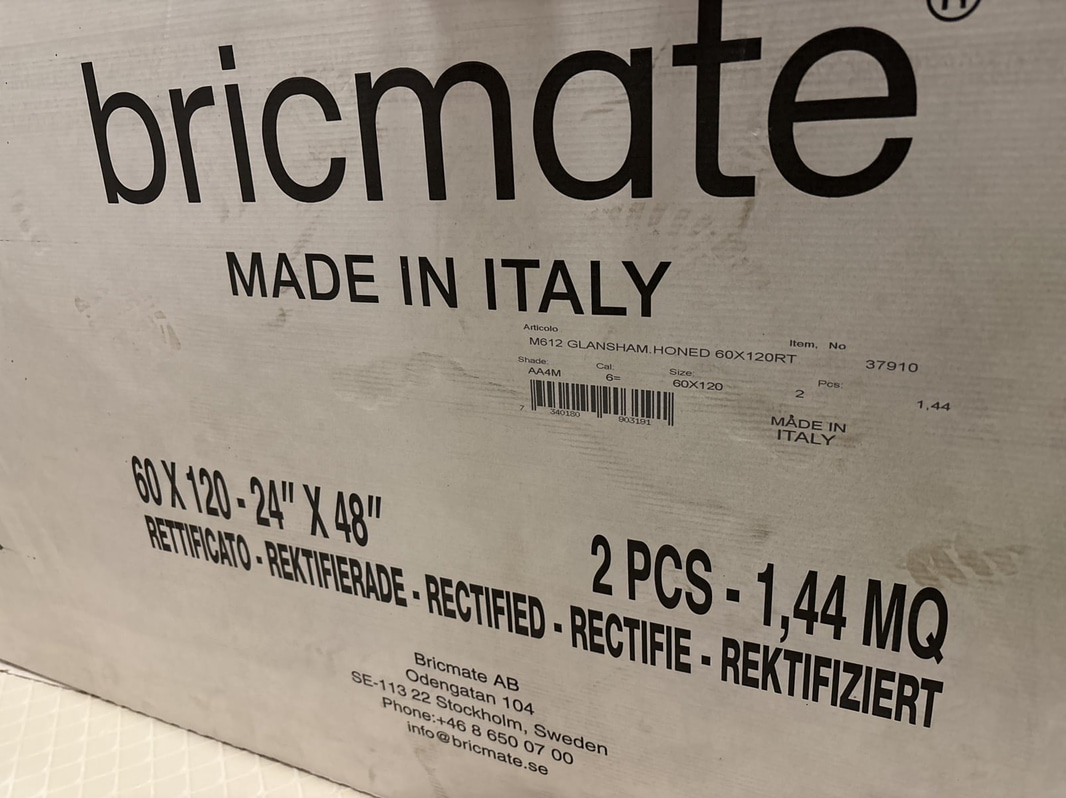 bricmate®
MADE IN ITALY
Articolo
M612 GLANSHAM.HONED 60X120RT
Item, No
37910
Shade:
AA4M
Cal:
6=
Size:
60X120
2
Pcs:
1,44
7 340180 903191
MADE IN
ITALY
60 X 120 - 24" X 48"
2 PCS - 1,44 MQ
RETTIFICATO - REKTIFIERADE - RECTIFIED - RECTIFIE - REKTIFIZIERT
Bricmate AB
Odengatan 104
SE-113 22 Stockholm, Sweden
Phone:+46 8 650 07 00
info@bricmate.se